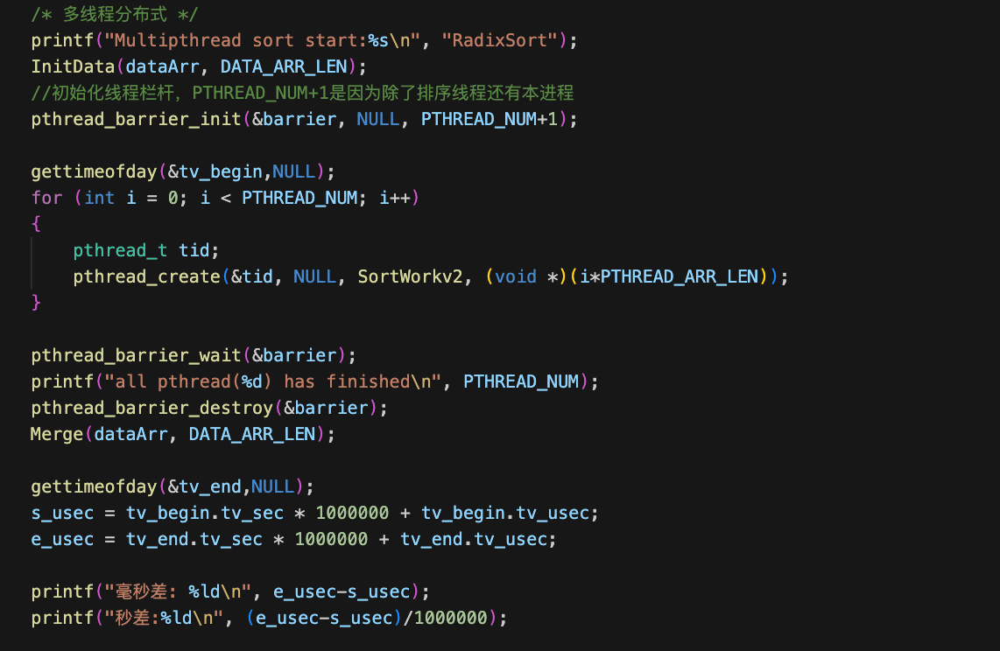 /* 多线程分布式 */
printf("Multipthread sort start:%s\n", "RadixSort");
InitData(dataArr, DATA_ARR_LEN);
//初始化线程栏杆，PTHREAD_NUM+1是因为除了排序线程还有本进程
pthread_barrier_init(&barrier, NULL, PTHREAD_NUM+1);
gettimeofday(&tv_begin,NULL);
for (int i = 0; i < PTHREAD_NUM; i++)
{
pthread_t tid;
pthread_create(&tid, NULL, SortWorkv2, (void *)(i*PTHREAD_ARR_LEN));
}
pthread_barrier_wait(&barrier);
printf("all pthread(%d) has finished\n", PTHREAD_NUM);
pthread_barrier_destroy(&barrier);
Merge(dataArr, DATA_ARR_LEN);
gettimeofday(&tv_end,NULL);
s_usec = tv_begin.tv_sec * 1000000 + tv_begin.tv_usec;
e_usec = tv_end.tv_sec * 1000000 + tv_end.tv_usec;
printf("毫秒差: %ld\n", e_usec-s_usec);
printf("秒差:%ld\n", (e_usec-s_usec)/1000000);